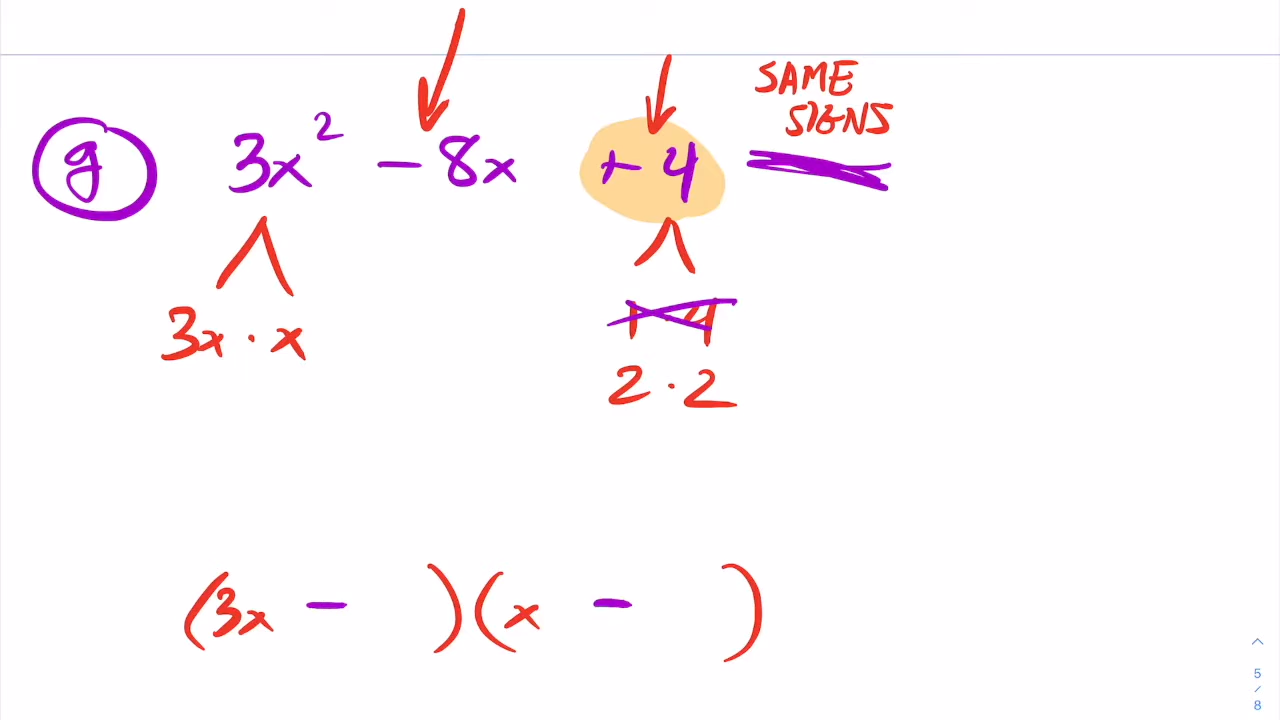 SAME
SIGNS
g 3x² - 8x + 4
3x · x
1 · 4
2 · 2
(3x - )(x - )
5
/
8